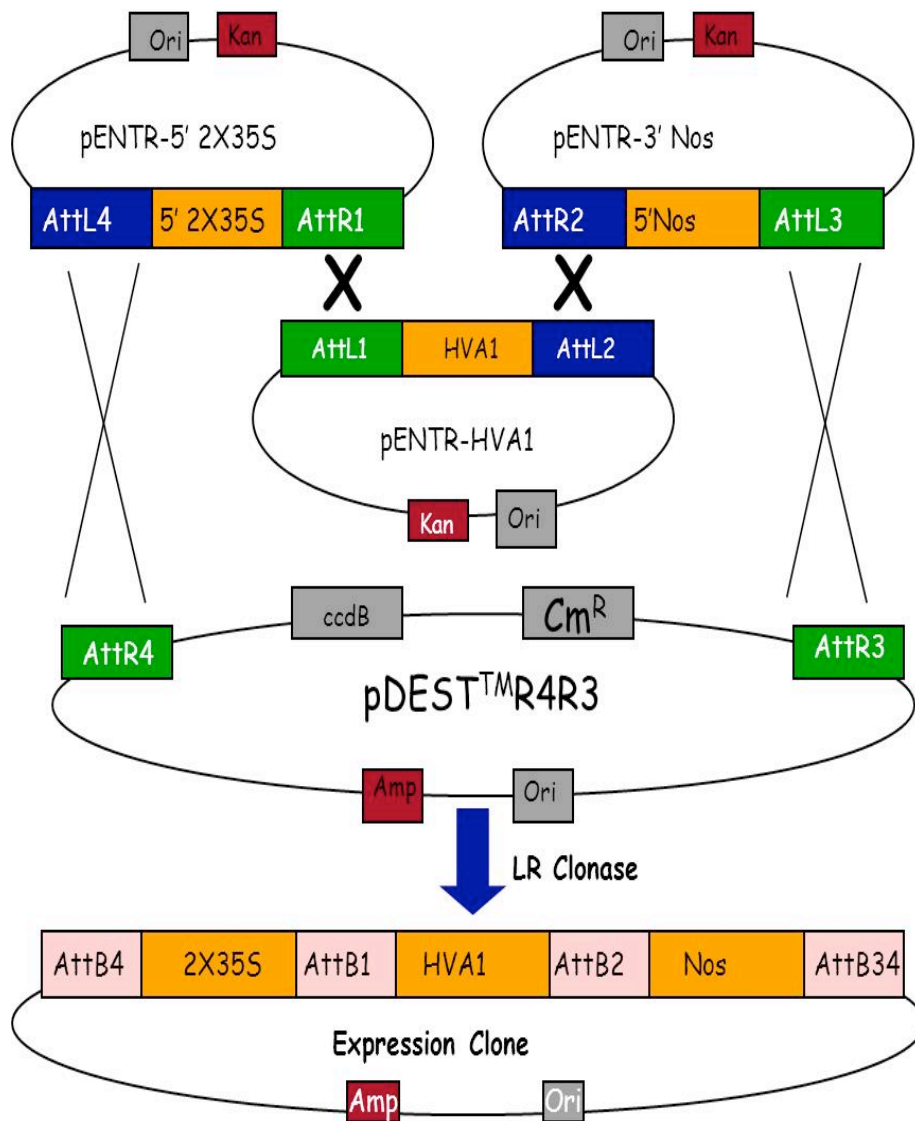 Ori Kan
pENTR-5' 2X35S
AttL4 5' 2X35S AttR1
Ori Kan
pENTR-3' Nos
AttR2 5'Nos AttL3
X X
AttL1 HVA1 AttL2
pENTR-HVA1
Kan Ori
ccdB Cm^R
AttR4 AttR3
pDEST™R4R3
Amp Ori
LR Clonase
AttB4 2X35S AttB1 HVA1 AttB2 Nos AttB34
Expression Clone
Amp Ori